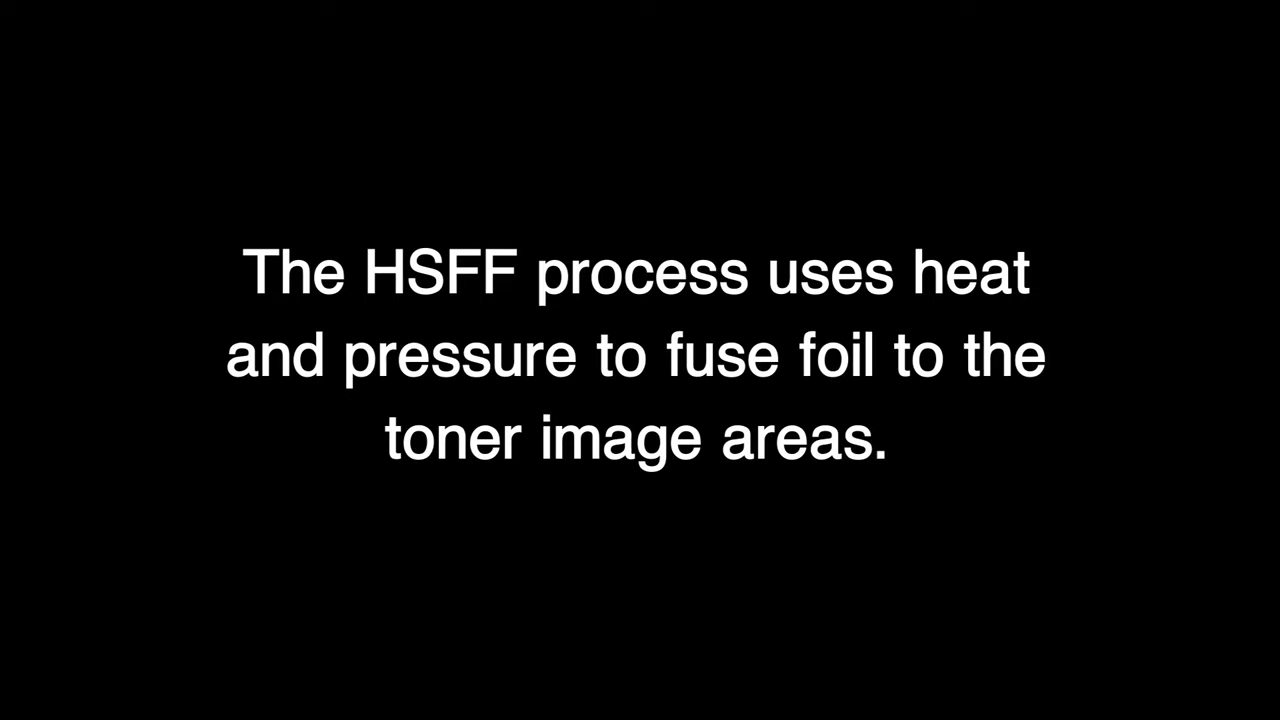 The HSFF process uses heat
and pressure to fuse foil to the
toner image areas.